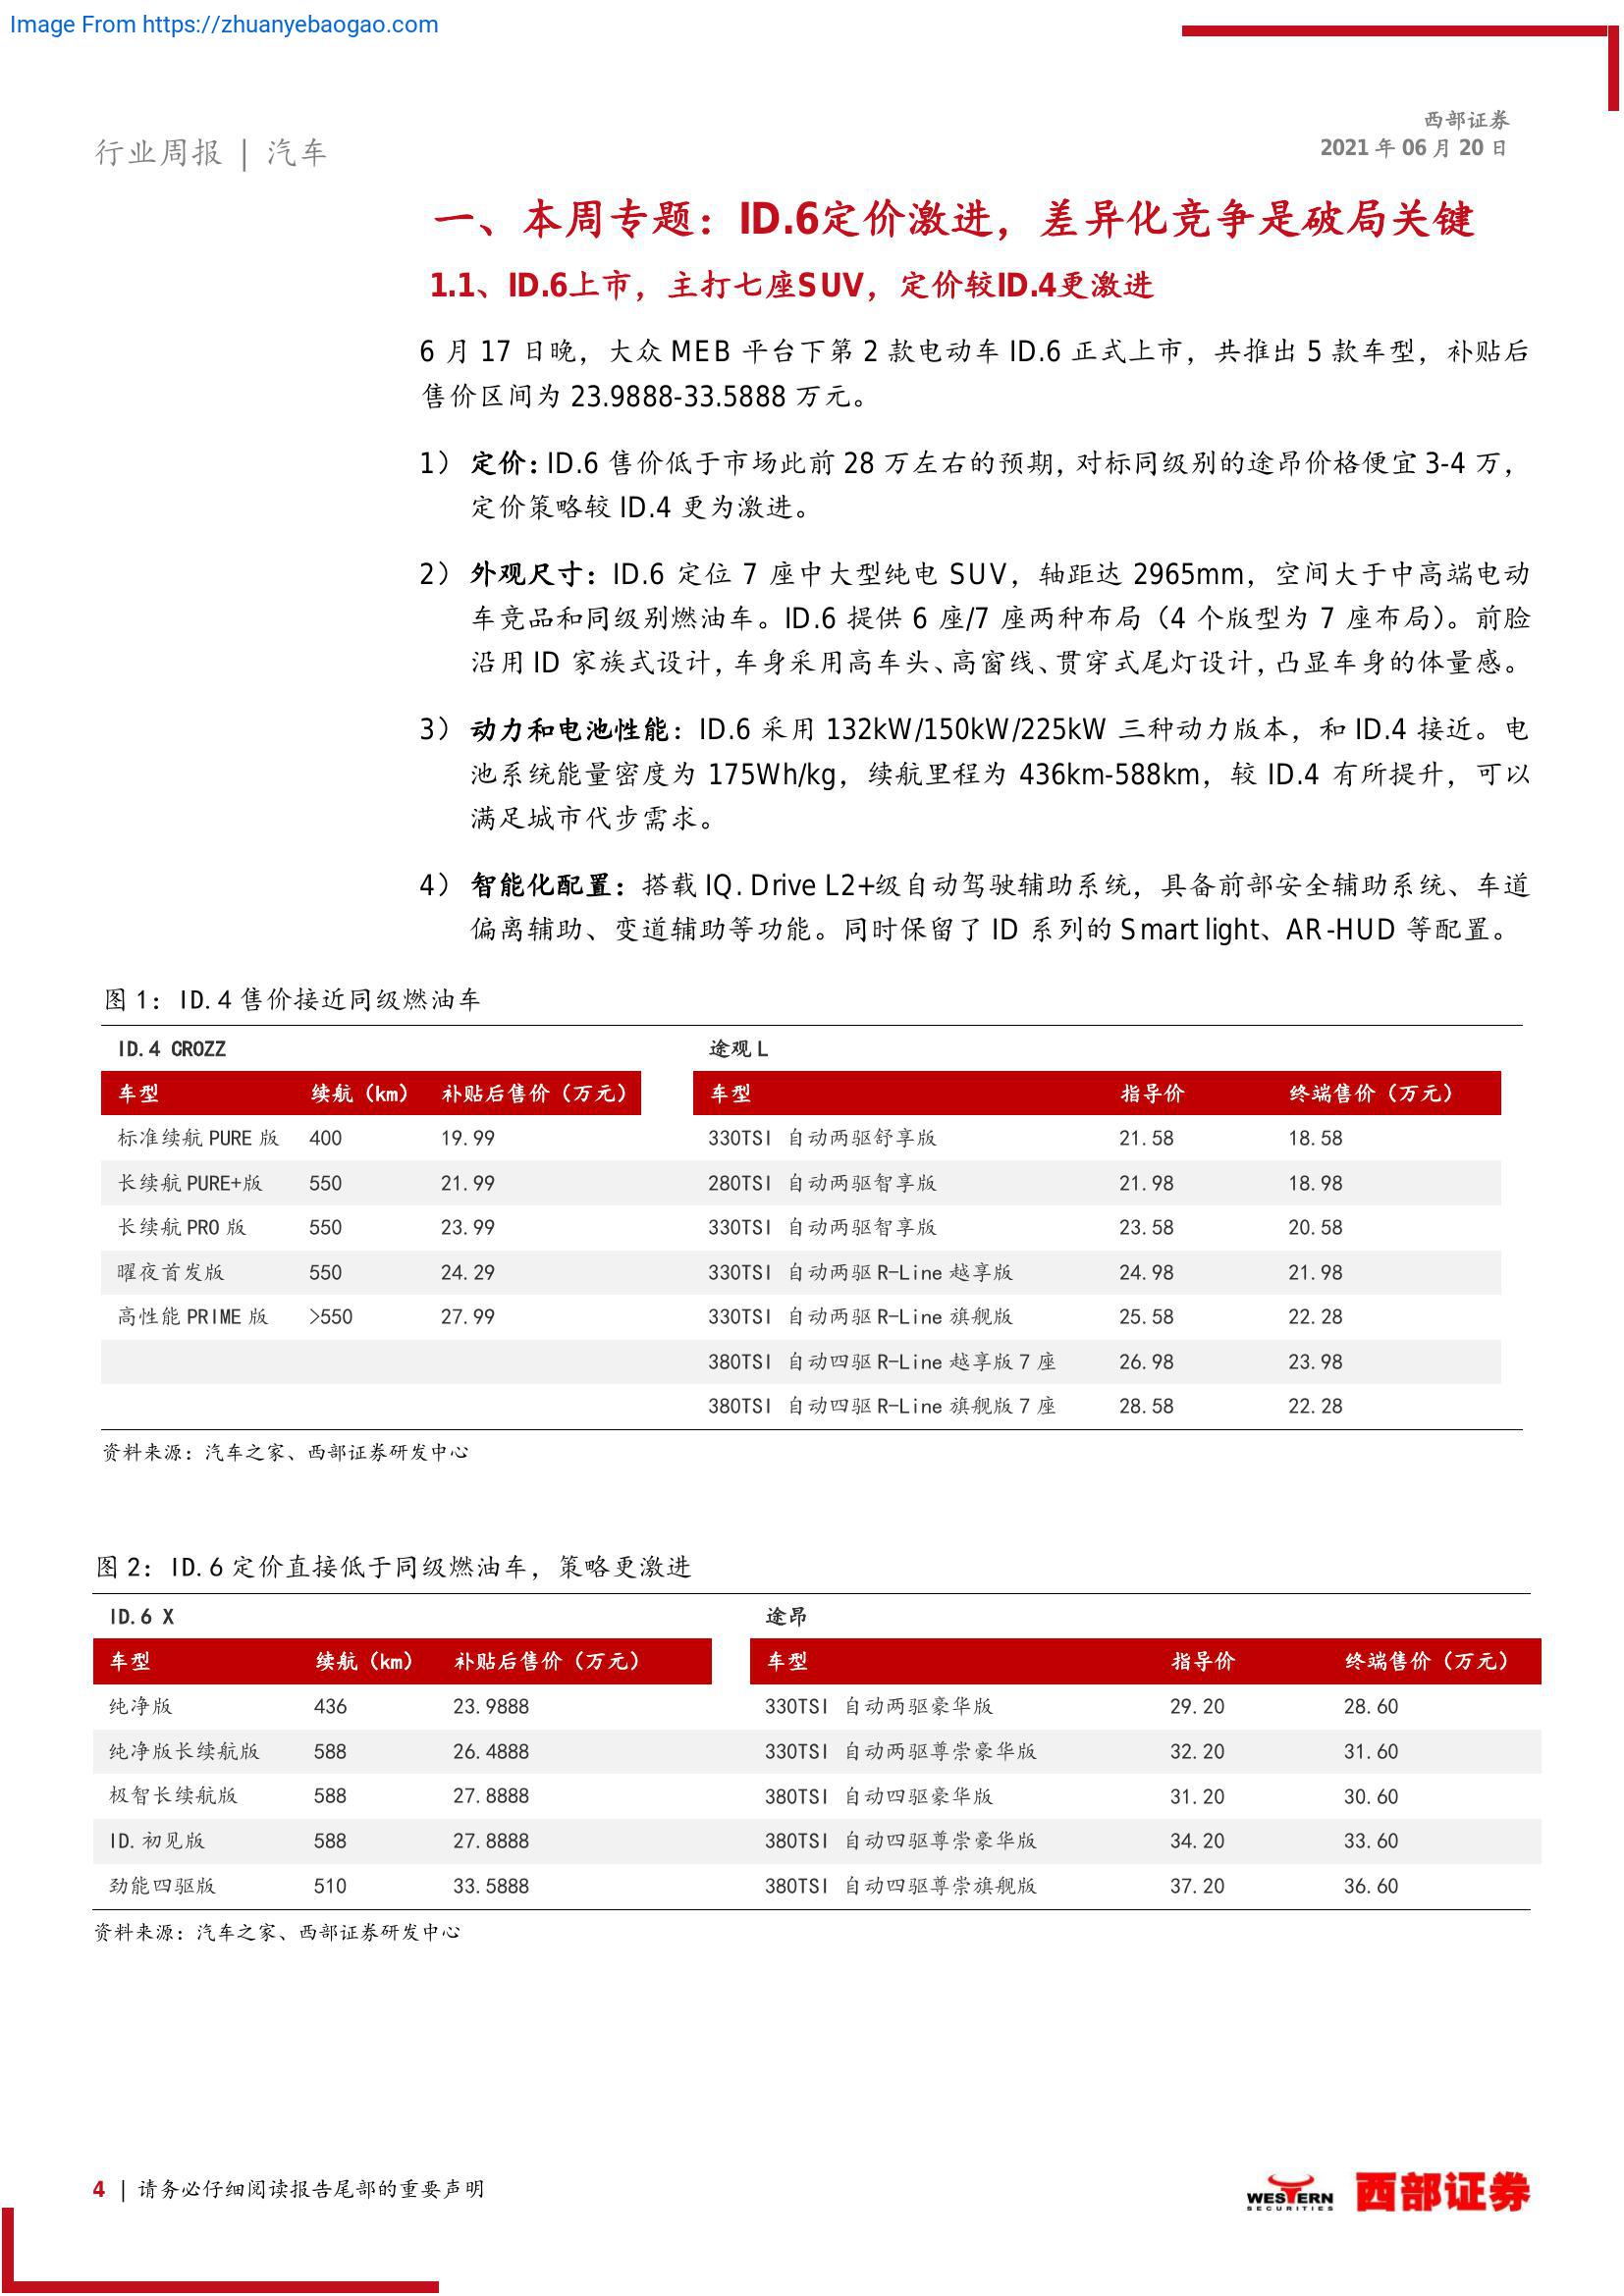 Image From https://zhuanyebaogao.com
行业周报 | 汽车
西部证券
2021 年 06 月 20 日
一、本周专题：ID.6定价激进，差异化竞争是破局关键
1.1、ID.6上市，主打七座SUV，定价较ID.4更激进
6 月 17 日晚，大众 MEB 平台下第 2 款电动车 ID.6 正式上市，共推出 5 款车型，补贴后
售价区间为 23.9888-33.5888 万元。
1） 定价：ID.6 售价低于市场此前 28 万左右的预期，对标同级别的途昂价格便宜 3-4 万，
定价策略较 ID.4 更为激进。
2） 外观尺寸：ID.6 定位 7 座中大型纯电 SUV，轴距达 2965mm，空间大于中高端电动
车竞品和同级别燃油车。ID.6 提供 6 座/7 座两种布局（4 个版型为 7 座布局）。前脸
沿用 ID 家族式设计，车身采用高车头、高窗线、贯穿式尾灯设计，凸显车身的体量感。
3） 动力和电池性能：ID.6 采用 132kW/150kW/225kW 三种动力版本，和 ID.4 接近。电
池系统能量密度为 175Wh/kg，续航里程为 436km-588km，较 ID.4 有所提升，可以
满足城市代步需求。
4） 智能化配置：搭载 IQ. Drive L2+级自动驾驶辅助系统，具备前部安全辅助系统、车道
偏离辅助、变道辅助等功能。同时保留了 ID 系列的 Smart light、AR-HUD 等配置。
图 1：ID.4 售价接近同级燃油车
ID.4 CROZZ 途观 L
车型 续航（km） 补贴后售价（万元） 车型 指导价 终端售价（万元）
标准续航 PURE 版 400 19.99 330TSI 自动两驱舒享版 21.58 18.58
长续航 PURE+版 550 21.99 280TSI 自动两驱智享版 21.98 18.98
长续航 PRO 版 550 23.99 330TSI 自动两驱智享版 23.58 20.58
曜夜首发版 550 24.29 330TSI 自动两驱 R-Line 越享版 24.98 21.98
高性能 PRIME 版 >550 27.99 330TSI 自动两驱 R-Line 旗舰版 25.58 22.28
380TSI 自动四驱 R-Line 越享版 7 座 26.98 23.98
380TSI 自动四驱 R-Line 旗舰版 7 座 28.58 22.28
资料来源：汽车之家、西部证券研发中心
图 2：ID.6 定价直接低于同级燃油车，策略更激进
ID.6 X 途昂
车型 续航（km） 补贴后售价（万元） 车型 指导价 终端售价（万元）
纯净版 436 23.9888 330TSI 自动两驱豪华版 29.20 28.60
纯净版长续航版 588 26.4888 330TSI 自动两驱尊崇豪华版 32.20 31.60
极智长续航版 588 27.8888 380TSI 自动四驱豪华版 31.20 30.60
ID.初见版 588 27.8888 380TSI 自动四驱尊崇豪华版 34.20 33.60
劲能四驱版 510 33.5888 380TSI 自动四驱尊崇旗舰版 37.20 36.60
资料来源：汽车之家、西部证券研发中心
4 | 请务必仔细阅读报告尾部的重要声明
WESTERN
SECURITIES
西部证券